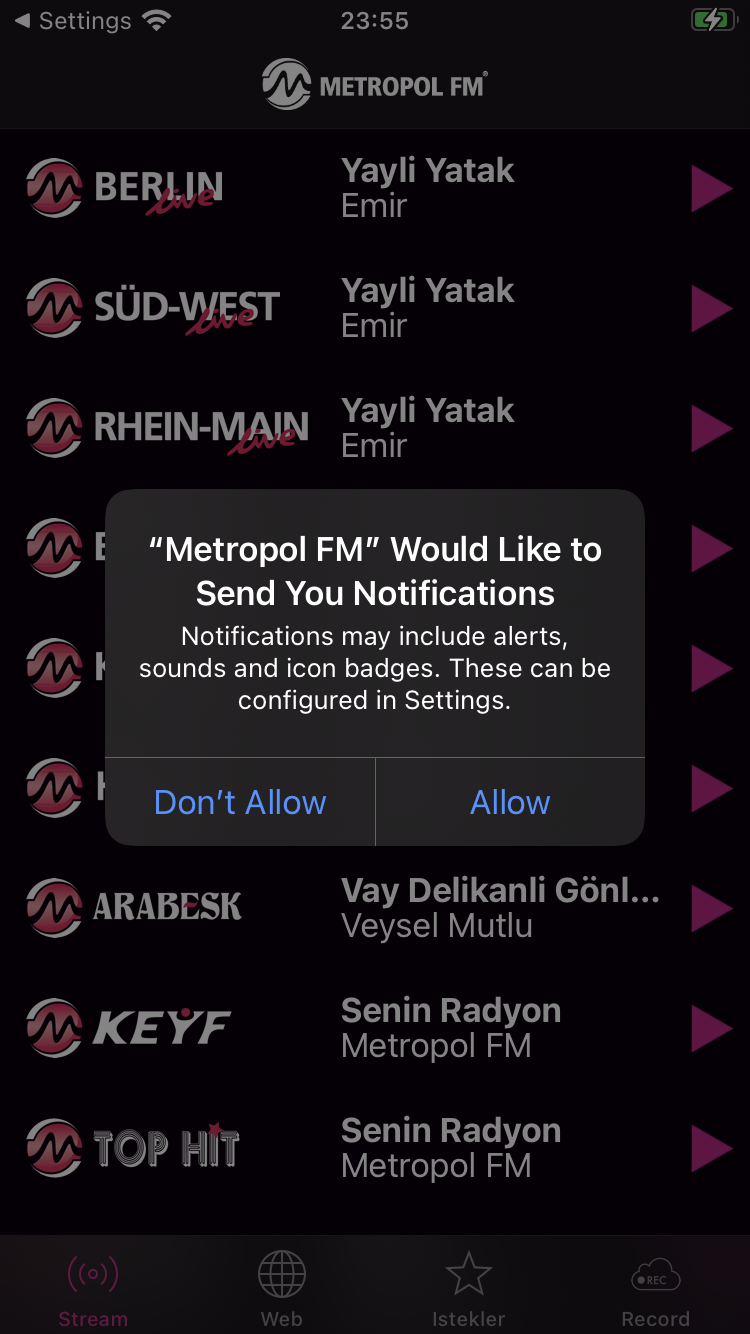 ◀ Settings
23:55
METROPOL FM
BERLIN live
Yayli Yatak
Emir
SÜD-WEST live
Yayli Yatak
Emir
RHEIN-MAIN live
Yayli Yatak
Emir
“Metropol FM” Would Like to
Send You Notifications
Notifications may include alerts,
sounds and icon badges. These can be
configured in Settings.
Don’t Allow
Allow
ARABESK
Vay Delikanli Gönl...
Veysel Mutlu
KEYF
Senin Radyon
Metropol FM
TOP HIT
Senin Radyon
Metropol FM
REC
Stream
Web
Istekler
Record